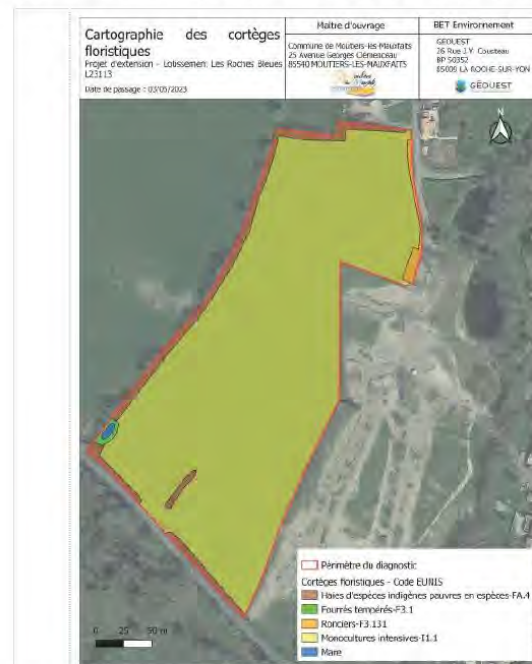 Cartographie des cortèges
floristiques
Projet d'extension - Lotissement Les Roches Bleues
L23113
Date de passage : 03/05/2023
Maître d'ouvrage
Commune de Moutiers-les-Mauxfaits
25 Avenue Georges Clémenceau
85540 MOUTIERS-LES-MAUXFAITS
BET Environnement
GEOUEST
26 Rue J.Y. Cousteau
BP 50352
85009 LA ROCHE-SUR-YON
GÉOUEST
N
Périmètre du diagnostic
Cortèges floristiques - Code EUNIS
Haies d'espèces indigènes pauvres en espèces-FA.4
Fourrés tempérés-F3.1
Ronciers-F3.131
Monocultures intensives-I1.1
Mare
0 25 50 m